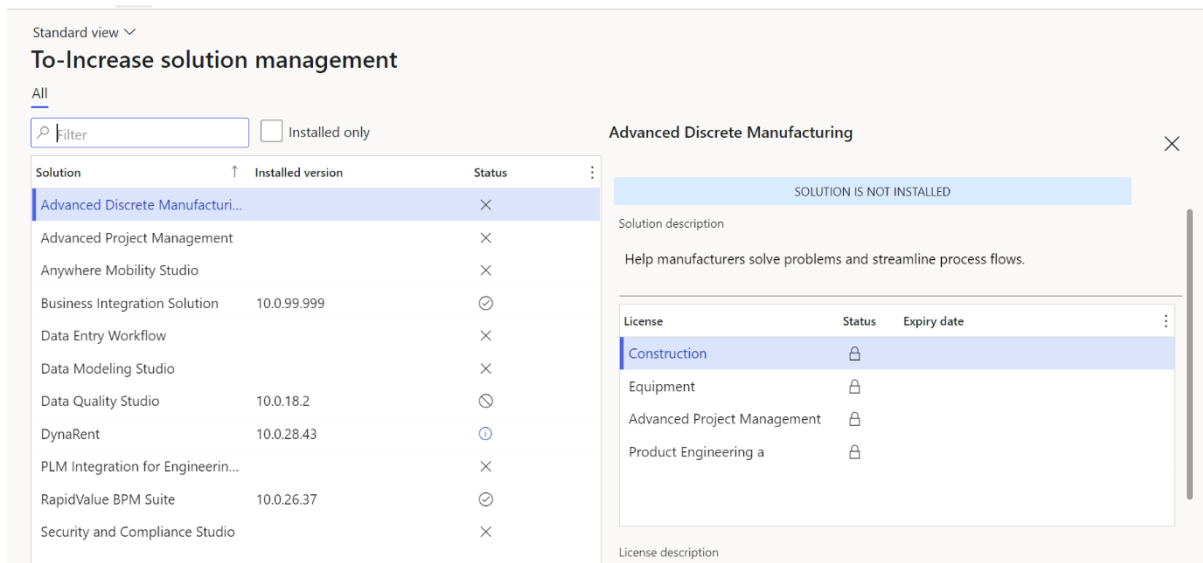 Standard view
To-Increase solution management
All
Filter
Installed only
Solution Installed version Status
Advanced Discrete Manufacturi...
Advanced Project Management
Anywhere Mobility Studio
Business Integration Solution 10.0.99.999
Data Entry Workflow
Data Modeling Studio
Data Quality Studio 10.0.18.2
DynaRent 10.0.28.43
PLM Integration for Engineerin...
RapidValue BPM Suite 10.0.26.37
Security and Compliance Studio
Advanced Discrete Manufacturing
SOLUTION IS NOT INSTALLED
Solution description
Help manufacturers solve problems and streamline process flows.
License Status Expiry date
Construction
Equipment
Advanced Project Management
Product Engineering a
License description